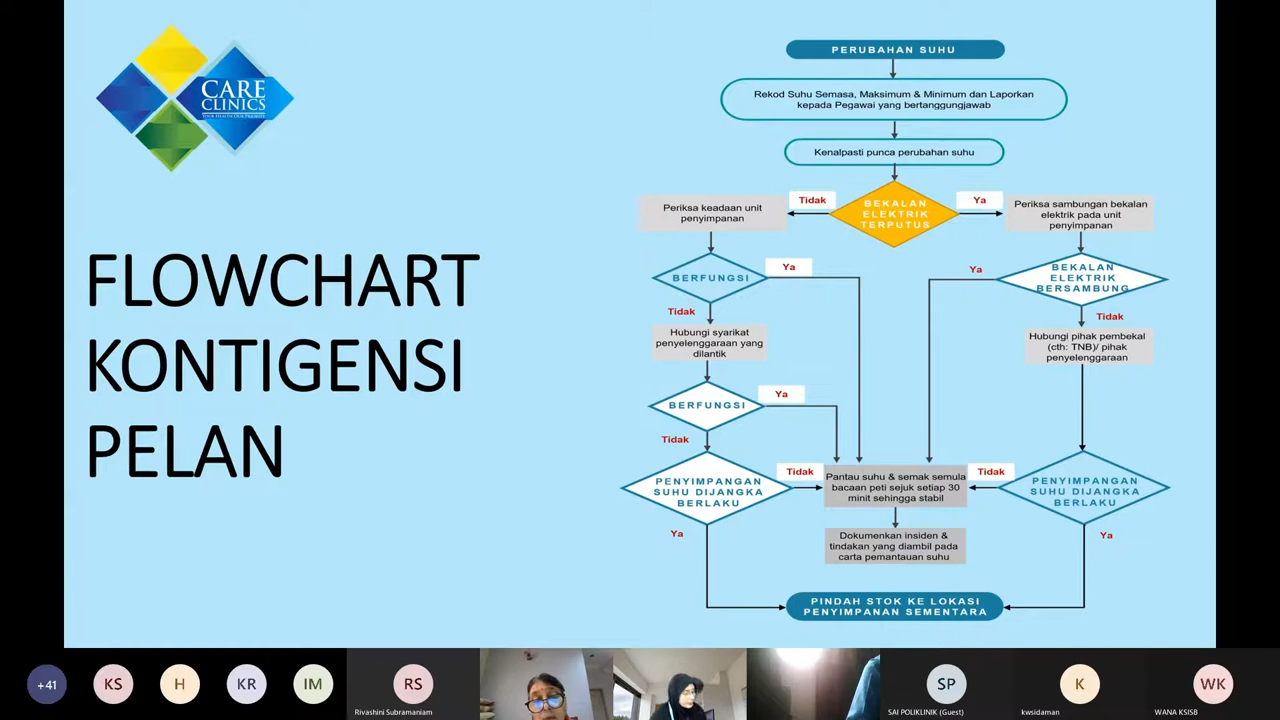 CARE
CLINICS
YOUR HEALTH OUR PRIORITY
FLOWCHART
KONTIGENSI
PELAN
PERUBAHAN SUHU
Rekod Suhu Semasa, Maksimum & Minimum dan Laporkan
kepada Pegawai yang bertanggungjawab
Kenalpasti punca perubahan suhu
BEKALAN
ELEKTRIK
TERPUTUS
Tidak
Ya
Periksa keadaan unit
penyimpanan
Periksa sambungan bekalan
elektrik pada unit
penyimpanan
BERFUNGSI
Ya
Ya
BEKALAN
ELEKTRIK
BERSAMBUNG
Tidak
Tidak
Hubungi syarikat
penyelenggaraan yang
dilantik
Hubungi pihak pembekal
(cth: TNB)/ pihak
penyelenggaraan
BERFUNGSI
Ya
Tidak
PENYIMPANGAN
SUHU DIJANGKA
BERLAKU
Tidak
Pantau suhu & semak semula
bacaan peti sejuk setiap 30
minit sehingga stabil
Tidak
PENYIMPANGAN
SUHU DIJANGKA
BERLAKU
Ya
Dokumenkan insiden &
tindakan yang diambil pada
carta pemantauan suhu
Ya
PINDAH STOK KE LOKASI
PENYIMPANAN SEMENTARA
+41
KS
H
KR
IM
RS
Rivashini Subramaniam
SP
SAI POLIKLINIK (Guest)
K
kwsidaman
WK
WANA KSISB